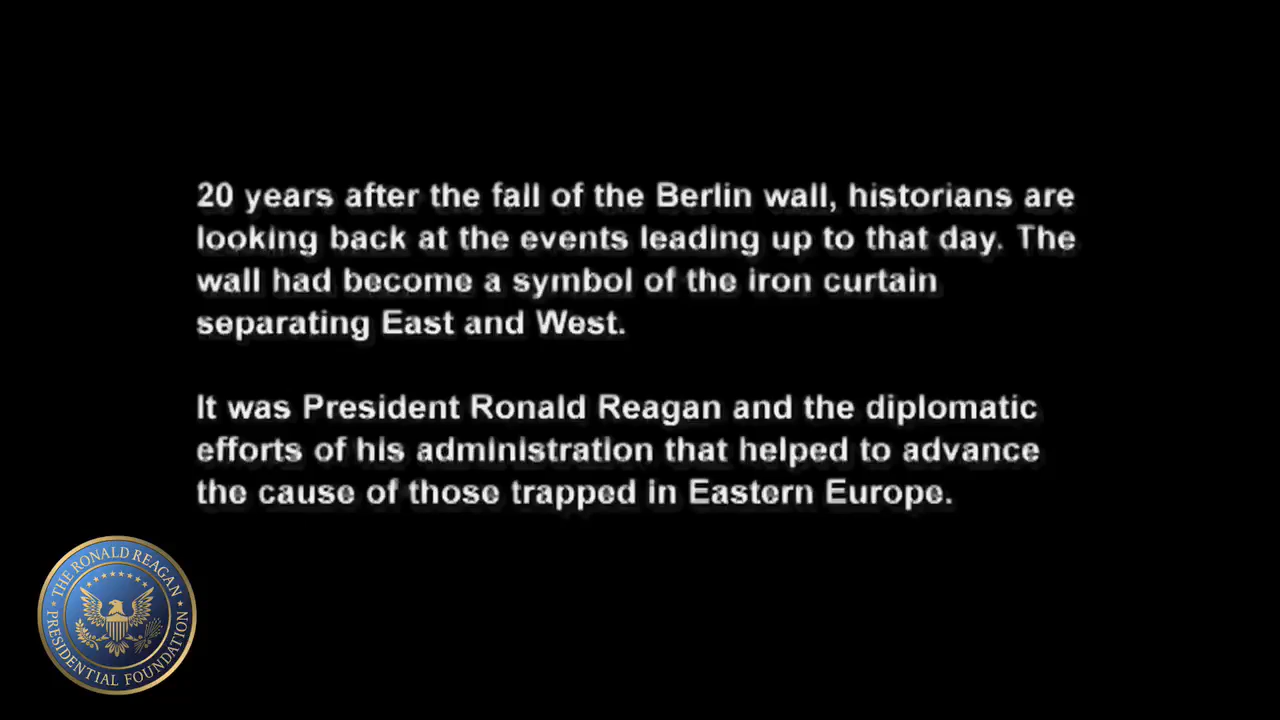 20 years after the fall of the Berlin wall, historians are
looking back at the events leading up to that day. The
wall had become a symbol of the iron curtain
separating East and West.
It was President Ronald Reagan and the diplomatic
efforts of his administration that helped to advance
the cause of those trapped in Eastern Europe.
THE RONALD REAGAN
PRESIDENTIAL FOUNDATION